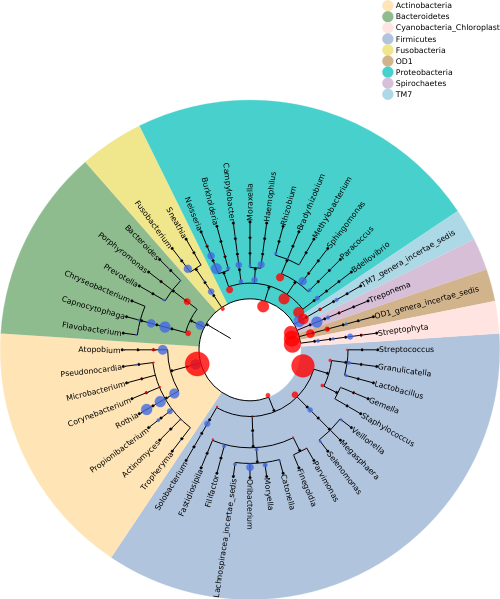 Actinobacteria
Bacteroidetes
Cyanobacteria_Chloroplast
Firmicutes
Fusobacteria
OD1
Proteobacteria
Spirochaetes
TM7
Flavobacterium
Capnocytophaga
Chryseobacterium
Prevotella
Porphyromonas
Bacteroides
Fusobacterium
Sneathia
Neisseria
Burkholderia
Campylobacter
Moraxella
Haemophilus
Rhizobium
Bradyrhizobium
Methylobacterium
Sphingomonas
Paracoccus
Bdellovibrio
TM7_genera_incertae_sedis
Treponema
OD1_genera_incertae_sedis
Streptophyta
Streptococcus
Granulicatella
Lactobacillus
Gemella
Staphylococcus
Veillonella
Megasphaera
Selenomonas
Parvimonas
Finegoldia
Catonella
Moryella
Oribacterium
Lachnospiracea_incertae_sedis
Filifactor
Fastidiosipila
Solobacterium
Tropheryma
Actinomyces
Propionibacterium
Rothia
Corynebacterium
Microbacterium
Pseudonocardia
Atopobium